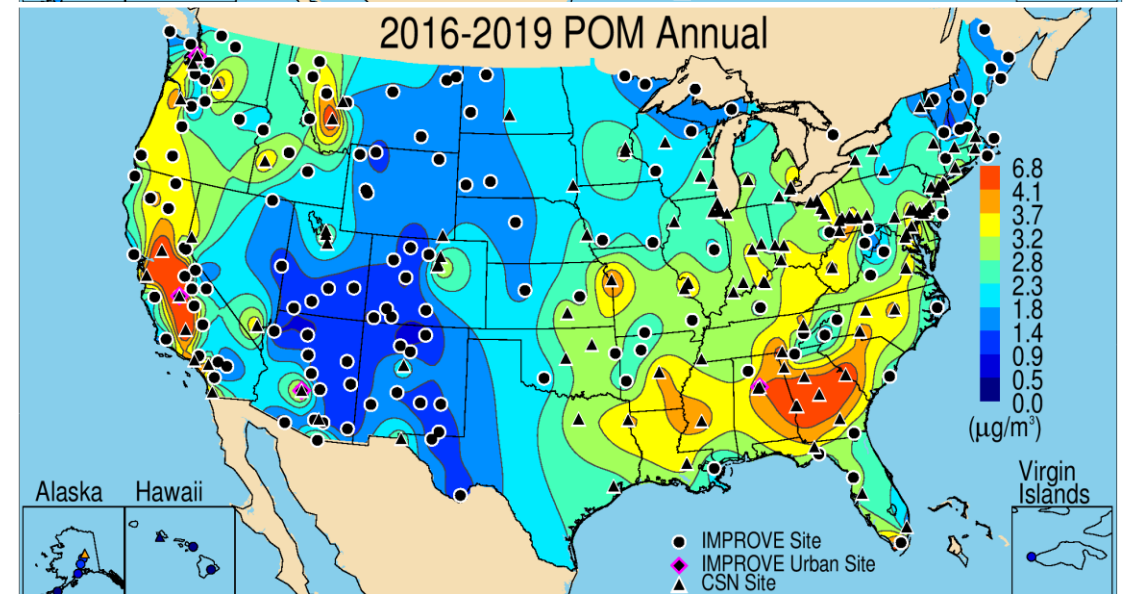 2016-2019 POM Annual
6.8
4.1
3.7
3.2
2.8
2.3
1.8
1.4
0.9
0.5
0.0
(μg/m³)
Alaska
Hawaii
Virgin
Islands
IMPROVE Site
IMPROVE Urban Site
CSN Site